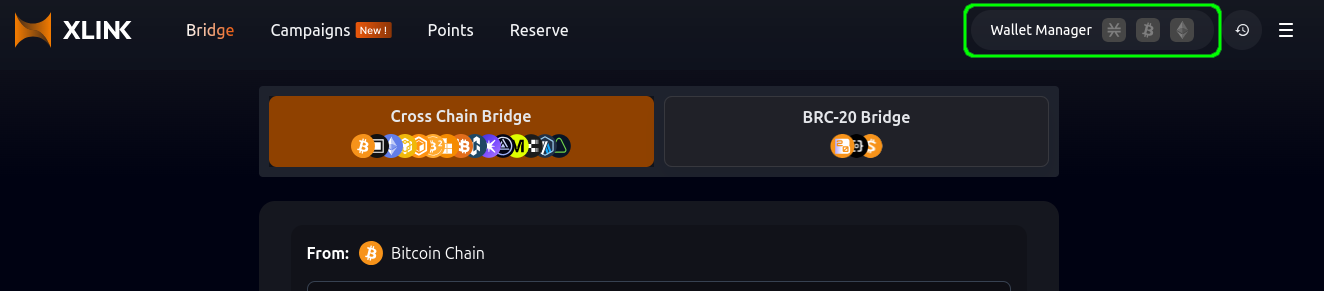 XLINK
Bridge
Campaigns New !
Points
Reserve
Wallet Manager
Cross Chain Bridge
BRC-20 Bridge
From: Bitcoin Chain